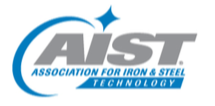 AIST
ASSOCIATION FOR IRON & STEEL
TECHNOLOGY